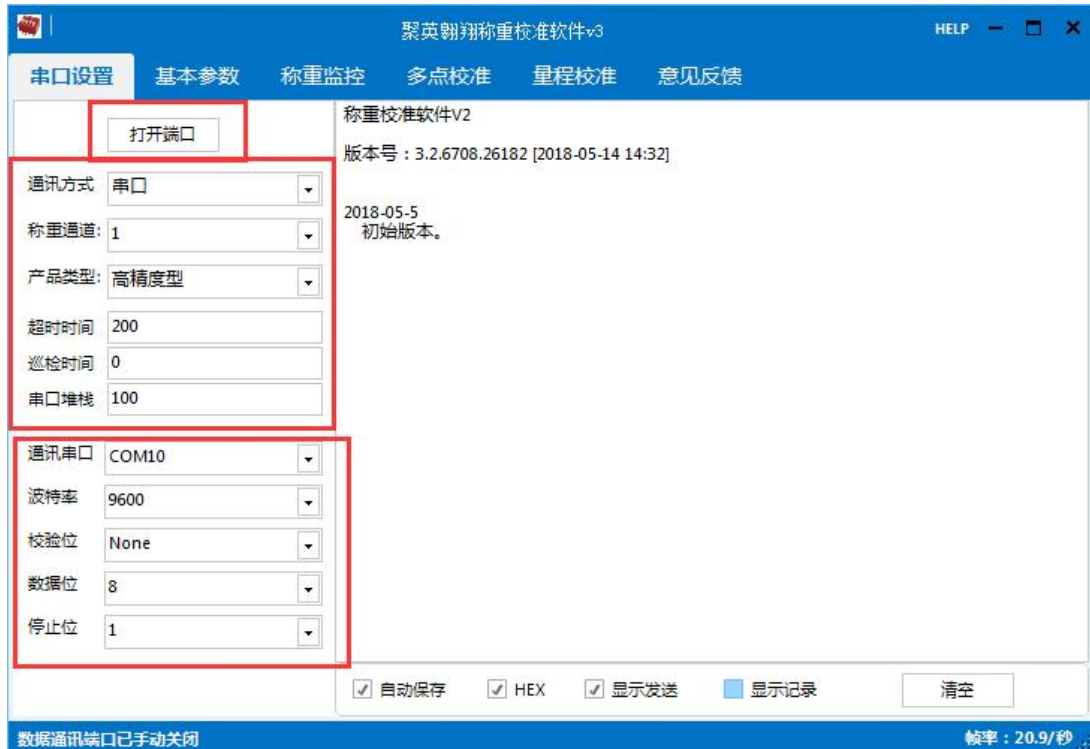 聚英翱翔称重校准软件v3
HELP
串口设置 基本参数 称重监控 多点校准 量程校准 意见反馈
打开端口
通讯方式 串口
称重通道: 1
产品类型: 高精度型
超时时间 200
巡检时间 0
串口堆栈 100
通讯串口 COM10
波特率 9600
校验位 None
数据位 8
停止位 1
称重校准软件V2
版本号：3.2.6708.26182 [2018-05-14 14:32]
2018-05-5
初始版本。
自动保存 HEX 显示发送 显示记录 清空
数据通讯端口已手动关闭 帧率：20.9/秒